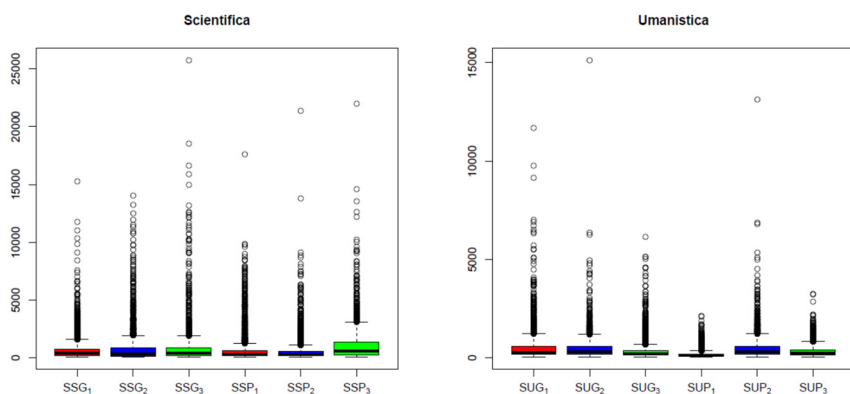 Scientifica
25000
20000
15000
10000
5000
0
SSG1 SSG2 SSG3 SSP1 SSP2 SSP3
Umanistica
15000
10000
5000
0
SUG1 SUG2 SUG3 SUP1 SUP2 SUP3